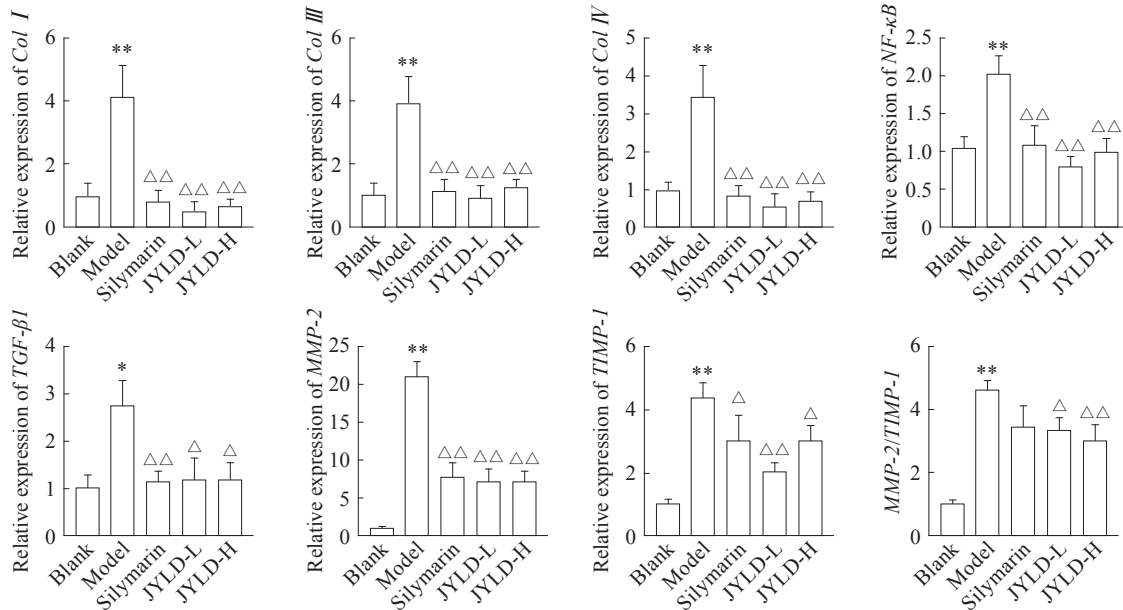 Relative expression of Col Ⅰ
6
4
2
0
**
△△
△△
△△
Blank
Model
Silymarin
JYLD-L
JYLD-H
Relative expression of Col Ⅲ
6
4
2
0
**
△△
△△
△△
Blank
Model
Silymarin
JYLD-L
JYLD-H
Relative expression of Col Ⅳ
5
4
3
2
1
0
**
△△
△△
△△
Blank
Model
Silymarin
JYLD-L
JYLD-H
Relative expression of NF-κB
2.5
2.0
1.5
1.0
0.5
0
**
△△
△△
△△
Blank
Model
Silymarin
JYLD-L
JYLD-H
Relative expression of TGF-β1
4
3
2
1
0
*
△△
△
△
Blank
Model
Silymarin
JYLD-L
JYLD-H
Relative expression of MMP-2
25
20
15
10
5
0
**
△△
△△
△△
Blank
Model
Silymarin
JYLD-L
JYLD-H
Relative expression of TIMP-1
6
4
2
0
**
△
△△
△
Blank
Model
Silymarin
JYLD-L
JYLD-H
MMP-2/TIMP-1
6
4
2
0
**
△
△△
Blank
Model
Silymarin
JYLD-L
JYLD-H